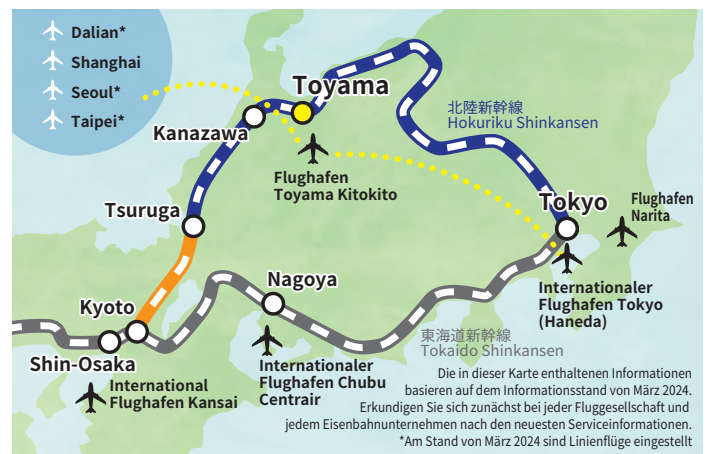 Dalian*
Shanghai
Seoul*
Taipei*
Toyama
Kanazawa
北陸新幹線
Hokuriku Shinkansen
Flughafen
Toyama Kitokito
Tsuruga
Tokyo
Flughafen
Narita
Nagoya
Internationaler
Flughafen Tokyo
(Haneda)
Kyoto
東海道新幹線
Tokaido Shinkansen
Shin-Osaka
Internationaler
Flughafen Chubu
Centrair
International
Flughafen Kansai
Die in dieser Karte enthaltenen Informationen
basieren auf dem Informationsstand von März 2024.
Erkundigen Sie sich zunächst bei jeder Fluggesellschaft und
jedem Eisenbahnunternehmen nach den neuesten Serviceinformationen.
*Am Stand von März 2024 sind Linienflüge eingestellt